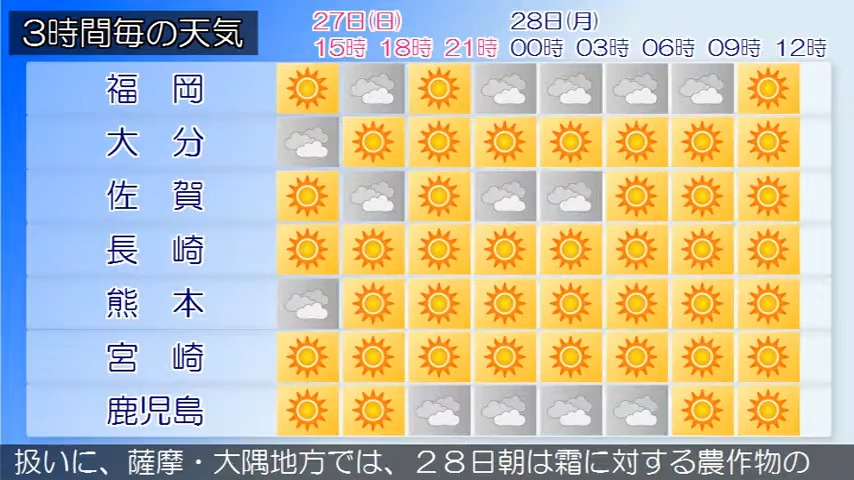 3時間毎の天気
27日(日) 28日(月)
15時 18時 21時 00時 03時 06時 09時 12時
福岡
大分
佐賀
長崎
熊本
宮崎
鹿児島
扱いに、薩摩・大隅地方では、２８日朝は霜に対する農作物の